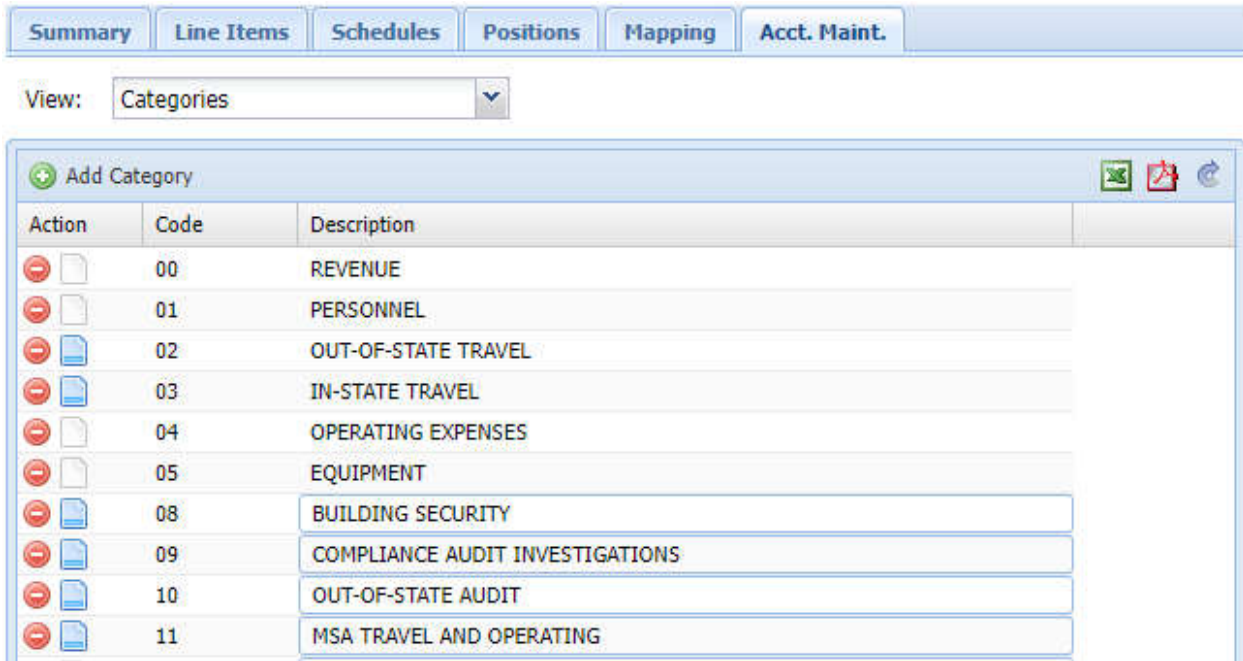 Summary Line Items Schedules Positions Mapping Acct. Maint.
View: Categories
Add Category
Action Code Description
00 REVENUE
01 PERSONNEL
02 OUT-OF-STATE TRAVEL
03 IN-STATE TRAVEL
04 OPERATING EXPENSES
05 EQUIPMENT
08 BUILDING SECURITY
09 COMPLIANCE AUDIT INVESTIGATIONS
10 OUT-OF-STATE AUDIT
11 MSA TRAVEL AND OPERATING